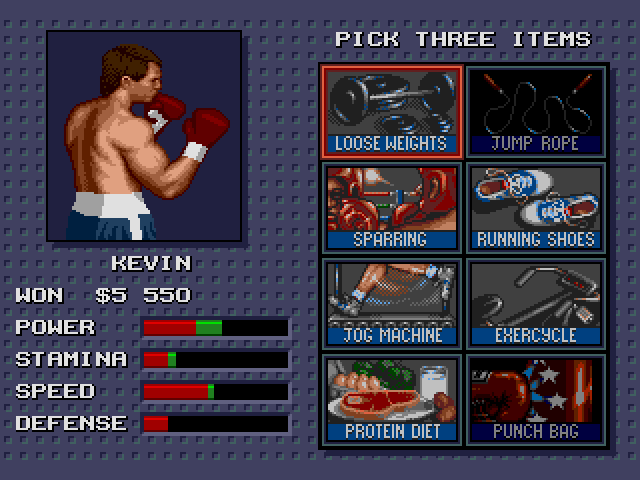 PICK THREE ITEMS
LOOSE WEIGHTS
JUMP ROPE
SPARRING
RUNNING SHOES
KEVIN
WON $5 550
POWER
STAMINA
SPEED
DEFENSE
JOG MACHINE
EXERCYCLE
PROTEIN DIET
PUNCH BAG